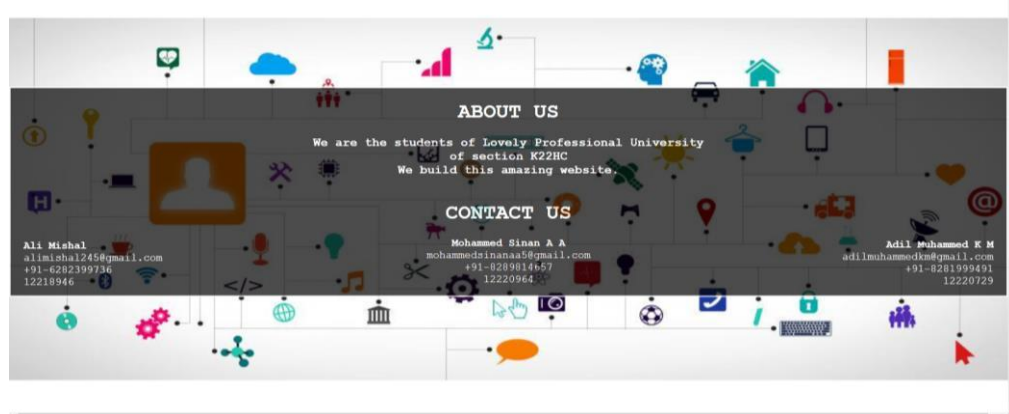 ABOUT US
We are the students of Lovely Professional University
of section K22HC
We build this amazing website.
CONTACT US
Ali Mishal
alimishal245@gmail.com
+91-6282399736
12218946
Mohammed Sinan A A
mohammedsinanaa5@gmail.com
+91-8289814657
12220964
Adil Muhammed K M
adilmuhammedkm@gmail.com
+91-8281999491
12220729
H
</>
@